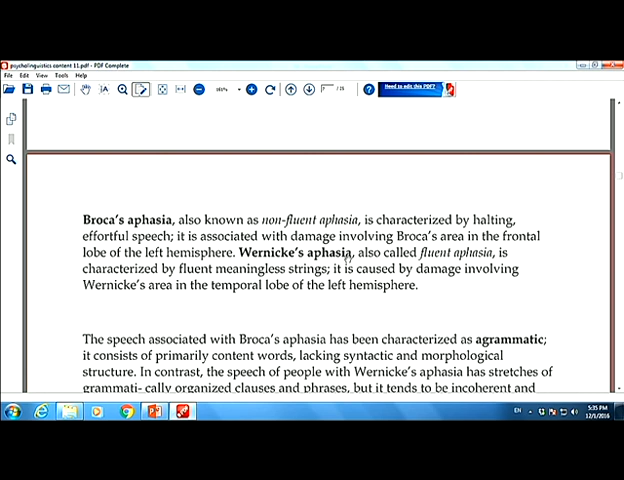 psycholinguistics content 11.pdf - PDF Complete
File Edit View Tools Help
161% 7 / 25 Need to edit this PDF?
Broca's aphasia, also known as non-fluent aphasia, is characterized by halting,
effortful speech; it is associated with damage involving Broca's area in the frontal
lobe of the left hemisphere. Wernicke's aphasia, also called fluent aphasia, is
characterized by fluent meaningless strings; it is caused by damage involving
Wernicke's area in the temporal lobe of the left hemisphere.
The speech associated with Broca's aphasia has been characterized as agrammatic;
it consists of primarily content words, lacking syntactic and morphological
structure. In contrast, the speech of people with Wernicke's aphasia has stretches of
grammati- cally organized clauses and phrases, but it tends to be incoherent and
EN 5:35 PM
12/1/2016